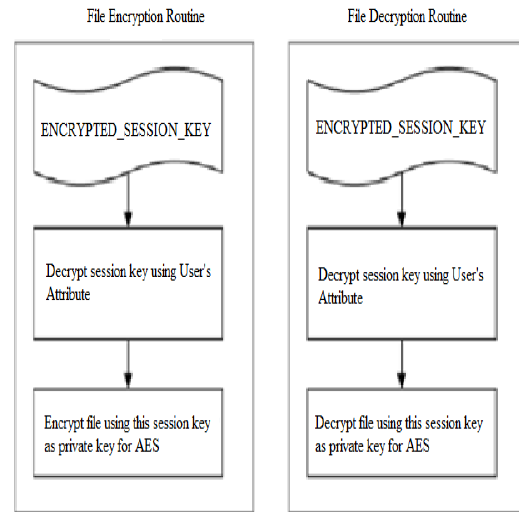 File Encryption Routine
ENCRYPTED_SESSION_KEY
Decrypt session key using User's
Attribute
Encrypt file using this session key
as private key for AES
File Decryption Routine
ENCRYPTED_SESSION_KEY
Decrypt session key using User's
Attribute
Decrypt file using this session key
as private key for AES